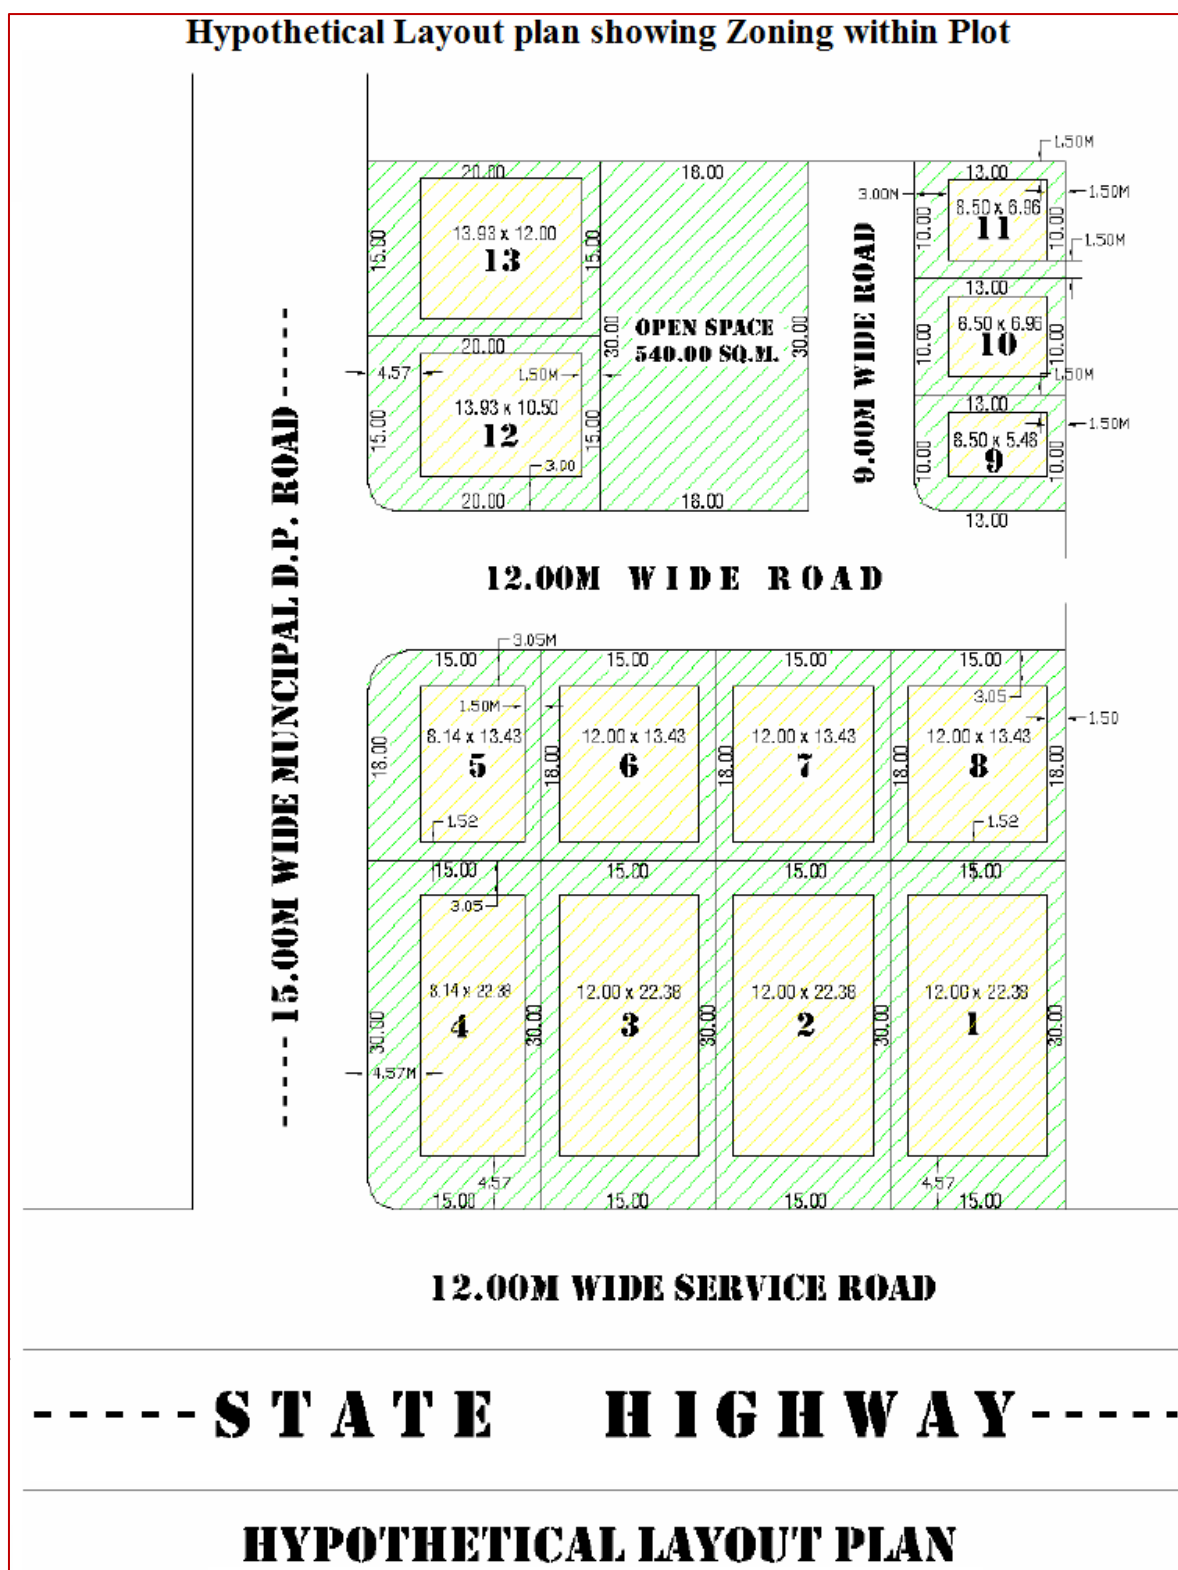 Hypothetical Layout plan showing Zoning within Plot
1.50M
20.00
18.00
13.00
3.00M
1.50M
8.50 x 6.96
11
10.00
10.00
13.93 x 12.00
13
15.00
15.00
1.50M
13.00
OPEN SPACE
540.00 SQ.M.
30.00
30.00
9.00M WIDE ROAD
8.50 x 6.96
10
10.00
10.00
20.00
4.57
1.50M
1.50M
13.93 x 10.50
12
15.00
15.00
13.00
1.50M
8.50 x 5.46
9
10.00
10.00
3.00
20.00
18.00
13.00
12.00M WIDE ROAD
15.00M WIDE MUNCIPAL D.P. ROAD
3.05M
15.00
15.00
15.00
15.00
3.05
1.50M
1.50
8.14 x 13.43
12.00 x 13.43
12.00 x 13.43
12.00 x 13.43
5
6
7
8
18.00
18.00
18.00
18.00
18.00
1.52
1.52
15.00
15.00
15.00
15.00
3.05
8.14 x 22.38
12.00 x 22.38
12.00 x 22.38
12.00 x 22.38
4
3
2
1
30.00
30.00
30.00
30.00
30.00
4.57M
4.57
4.57
15.00
15.00
15.00
15.00
12.00M WIDE SERVICE ROAD
STATE HIGHWAY
HYPOTHETICAL LAYOUT PLAN